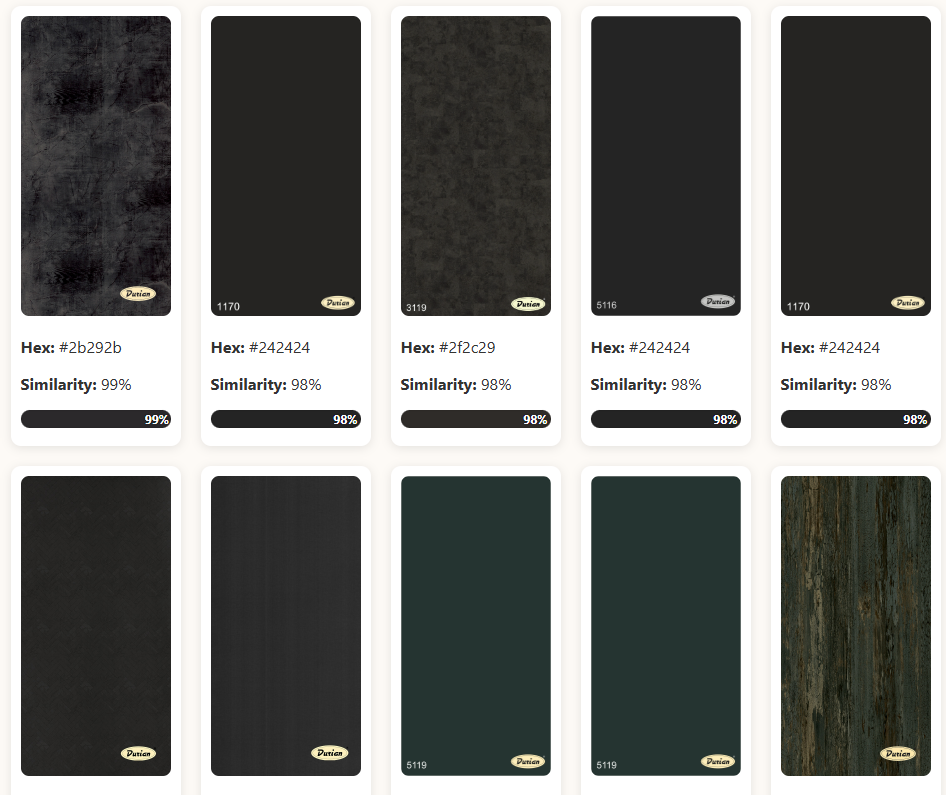 Durian
1170
Durian
3119
Durian
5116
Durian
1170
Durian
Hex: #2b292b
Hex: #242424
Hex: #2f2c29
Hex: #242424
Hex: #242424
Similarity: 99%
Similarity: 98%
Similarity: 98%
Similarity: 98%
Similarity: 98%
99%
98%
98%
98%
98%
Durian
Durian
5119
Durian
5119
Durian
Durian